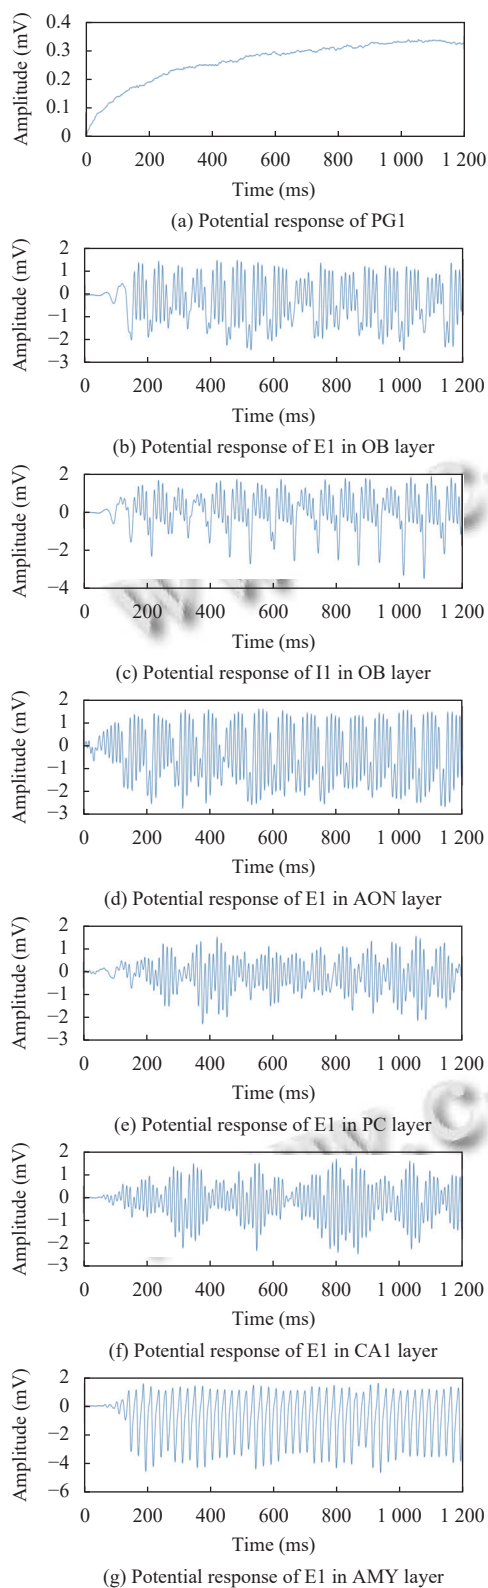 0.4
0.3
0.2
0.1
0
Amplitude (mV)
0 200 400 600 800 1 000 1 200
Time (ms)
(a) Potential response of PG1
2
1
0
−1
−2
−3
Amplitude (mV)
0 200 400 600 800 1 000 1 200
Time (ms)
(b) Potential response of E1 in OB layer
2
0
−2
−4
Amplitude (mV)
0 200 400 600 800 1 000 1 200
Time (ms)
(c) Potential response of I1 in OB layer
2
1
0
−1
−2
−3
Amplitude (mV)
0 200 400 600 800 1 000 1 200
Time (ms)
(d) Potential response of E1 in AON layer
2
1
0
−1
−2
−3
Amplitude (mV)
0 200 400 600 800 1 000 1 200
Time (ms)
(e) Potential response of E1 in PC layer
2
1
0
−1
−2
−3
Amplitude (mV)
0 200 400 600 800 1 000 1 200
Time (ms)
(f) Potential response of E1 in CA1 layer
2
0
−2
−4
−6
Amplitude (mV)
0 200 400 600 800 1 000 1 200
Time (ms)
(g) Potential response of E1 in AMY layer